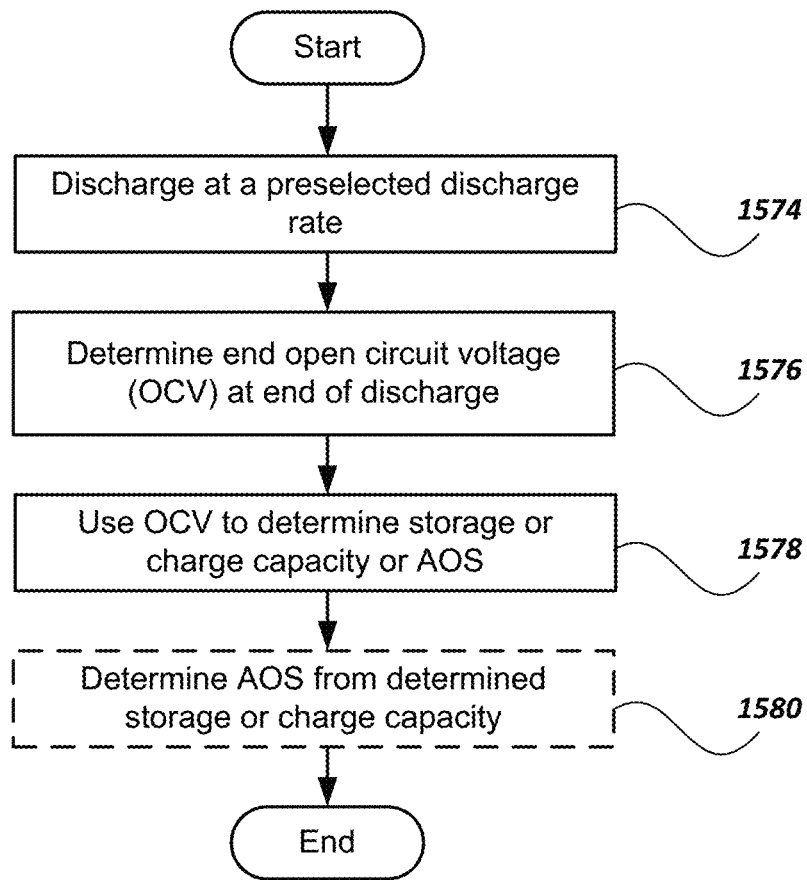 Start
Discharge at a preselected discharge
rate
1574
Determine end open circuit voltage
(OCV) at end of discharge
1576
Use OCV to determine storage or
charge capacity or AOS
1578
Determine AOS from determined
storage or charge capacity
1580
End